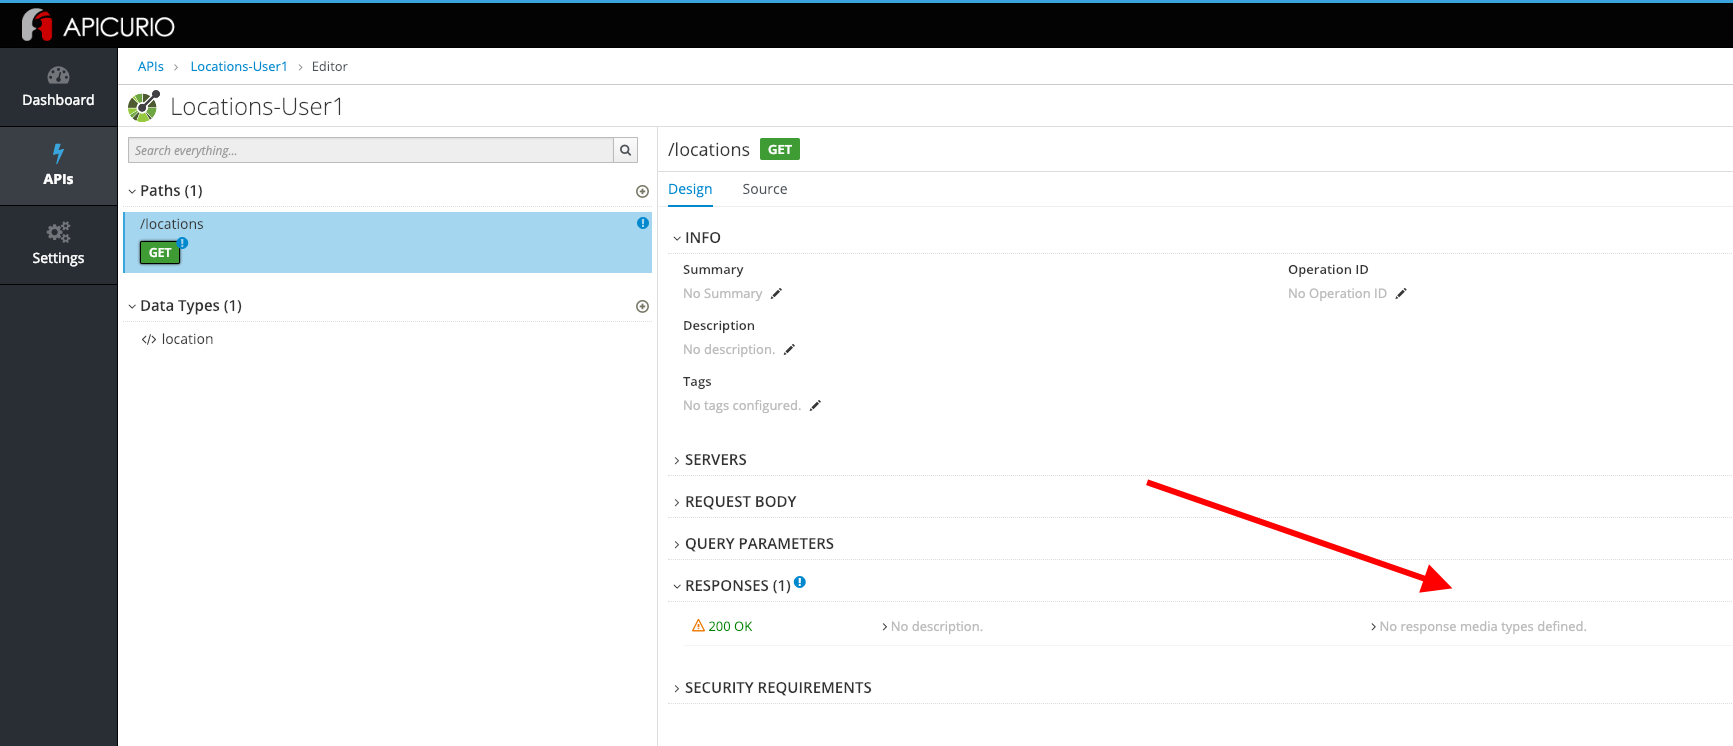 APICURIO
Dashboard
APIs
Settings
APIs > Locations-User1 > Editor
Locations-User1
Search everything...
Paths (1)
/locations
GET
Data Types (1)
</> location
/locations GET
Design Source
INFO
Summary
No Summary
Operation ID
No Operation ID
Description
No description.
Tags
No tags configured.
SERVERS
REQUEST BODY
QUERY PARAMETERS
RESPONSES (1)
200 OK
No description.
No response media types defined.
SECURITY REQUIREMENTS